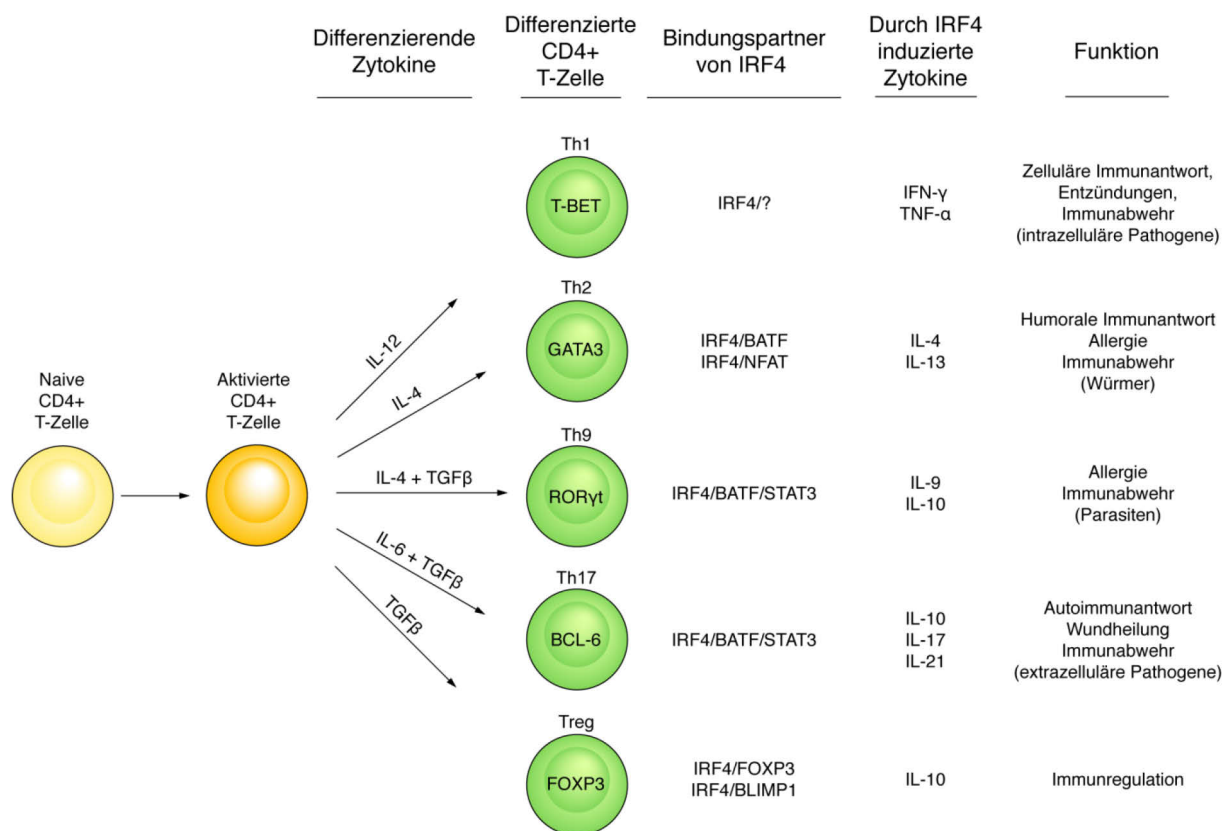 Differenzierende
Zytokine
Differenzierte
CD4+
T-Zelle
Bindungspartner
von IRF4
Durch IRF4
induzierte
Zytokine
Funktion
Naive
CD4+
T-Zelle
Aktivierte
CD4+
T-Zelle
IL-12
IL-4
IL-4 + TGFβ
IL-6 + TGFβ
TGFβ
Th1
T-BET
IRF4/?
IFN-γ
TNF-α
Zelluläre Immunantwort,
Entzündungen,
Immunabwehr
(intrazelluläre Pathogene)
Th2
GATA3
IRF4/BATF
IRF4/NFAT
IL-4
IL-13
Humorale Immunantwort
Allergie
Immunabwehr
(Würmer)
Th9
RORγt
IRF4/BATF/STAT3
IL-9
IL-10
Allergie
Immunabwehr
(Parasiten)
Th17
BCL-6
IRF4/BATF/STAT3
IL-10
IL-17
IL-21
Autoimmunantwort
Wundheilung
Immunabwehr
(extrazelluläre Pathogene)
Treg
FOXP3
IRF4/FOXP3
IRF4/BLIMP1
IL-10
Immunregulation